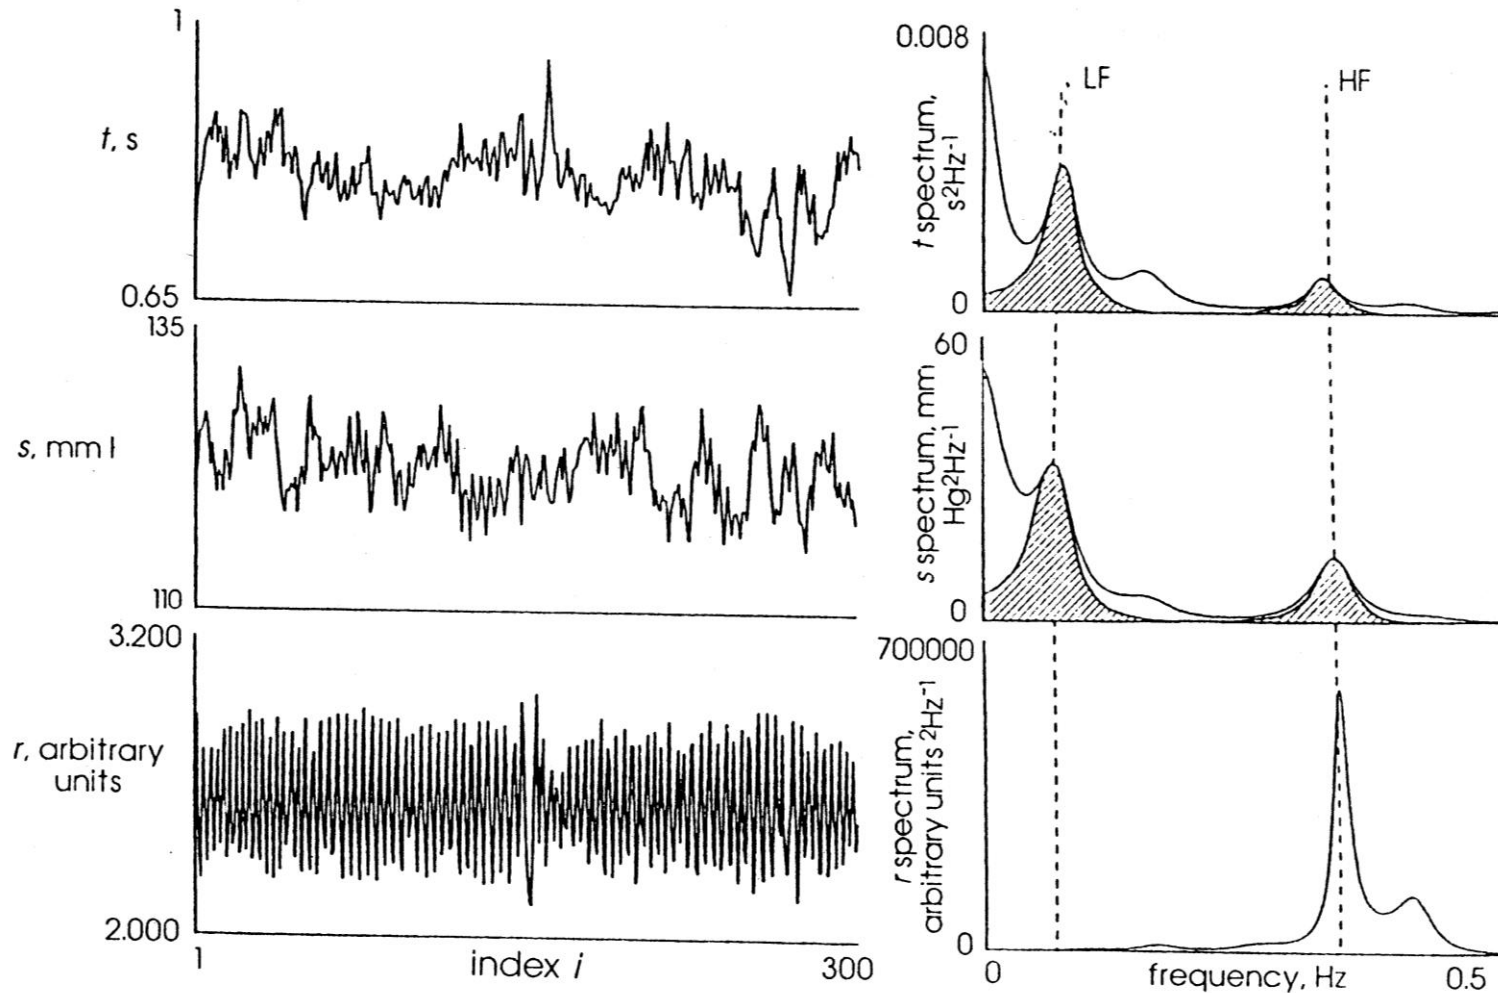 1
t, s
0.65
135
s, mm
110
3.200
r, arbitrary
units
2.000
1
index i
300
0.008
t spectrum,
s²Hz⁻¹
0
LF
HF
60
s spectrum, mm
Hg²Hz⁻¹
0
700000
r spectrum,
arbitrary units ²Hz⁻¹
0
0
frequency, Hz
0.5